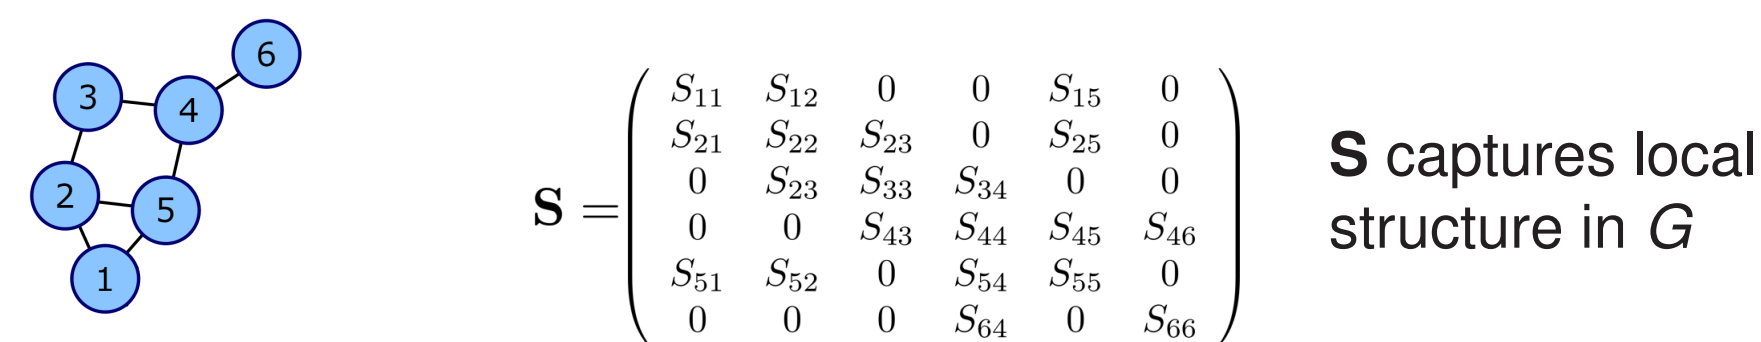 6
3
4
2
5
1
S = ( S₁₁ S₁₂ 0 0 S₁₅ 0
S₂₁ S₂₂ S₂₃ 0 S₂₅ 0
0 S₂₃ S₃₃ S₃₄ 0 0
0 0 S₄₃ S₄₄ S₄₅ S₄₆
S₅₁ S₅₂ 0 S₅₄ S₅₅ 0
0 0 0 S₆₄ 0 S₆₆ )
S captures local
structure in G